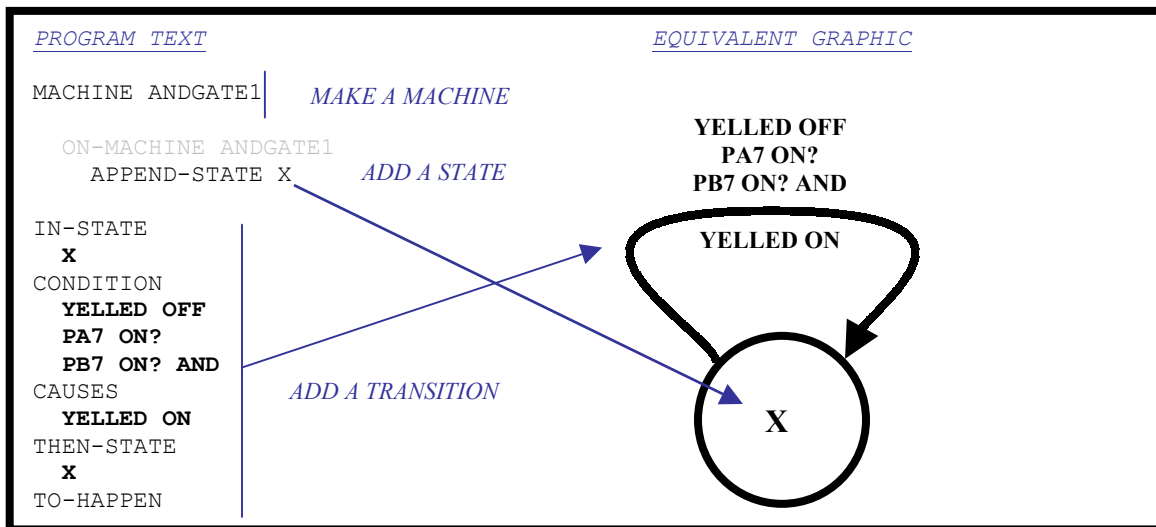 PROGRAM TEXT
MACHINE ANDGATE1
MAKE A MACHINE
ON-MACHINE ANDGATE1
APPEND-STATE X
ADD A STATE
IN-STATE
X
CONDITION
YELLED OFF
PA7 ON?
PB7 ON? AND
CAUSES
YELLED ON
THEN-STATE
X
TO-HAPPEN
ADD A TRANSITION
EQUIVALENT GRAPHIC
YELLED OFF
PA7 ON?
PB7 ON? AND
YELLED ON
X